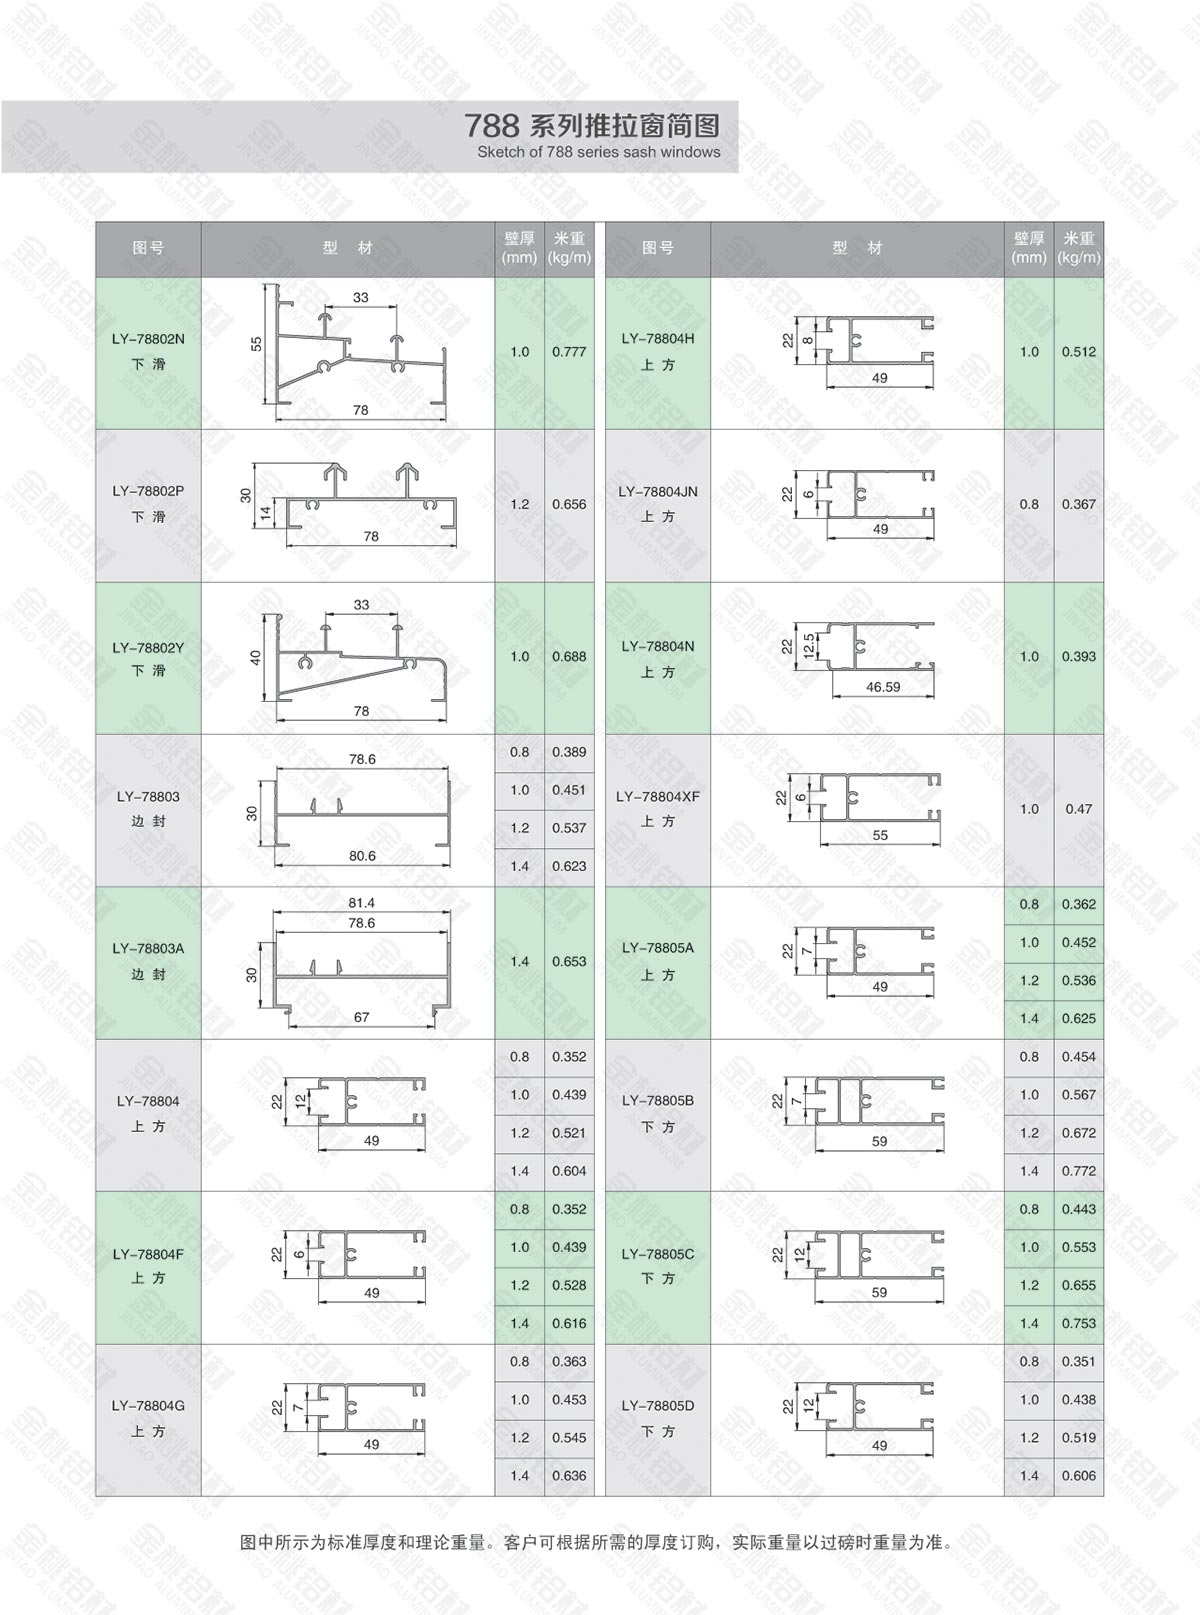 788 系列推拉窗简图
Sketch of 788 series sash windows
图号 型 材 壁厚(mm) 米重(kg/m)
LY-78802N
下 滑
55
33
78
1.0 0.777
LY-78802P
下 滑
30
14
78
1.2 0.656
LY-78802Y
下 滑
40
33
78
1.0 0.688
LY-78803
边 封
78.6
30
80.6
0.8 0.389
1.0 0.451
1.2 0.537
1.4 0.623
LY-78803A
边 封
81.4
78.6
30
67
1.4 0.653
LY-78804
上 方
22
12
49
0.8 0.352
1.0 0.439
1.2 0.521
1.4 0.604
LY-78804F
上 方
22
6
49
0.8 0.352
1.0 0.439
1.2 0.528
1.4 0.616
LY-78804G
上 方
22
7
49
0.8 0.363
1.0 0.453
1.2 0.545
1.4 0.636
图号 型 材 壁厚(mm) 米重(kg/m)
LY-78804H
上 方
22
8
49
1.0 0.512
LY-78804JN
上 方
22
6
49
0.8 0.367
LY-78804N
上 方
22
12.5
46.59
1.0 0.393
LY-78804XF
上 方
22
6
55
1.0 0.47
LY-78805A
上 方
22
7
49
0.8 0.362
1.0 0.452
1.2 0.536
1.4 0.625
LY-78805B
下 方
22
7
59
0.8 0.454
1.0 0.567
1.2 0.672
1.4 0.772
LY-78805C
下 方
22
12
59
0.8 0.443
1.0 0.553
1.2 0.655
1.4 0.753
LY-78805D
下 方
22
12
49
0.8 0.351
1.0 0.438
1.2 0.519
1.4 0.606
图中所示为标准厚度和理论重量。客户可根据所需的厚度订购，实际重量以过磅时重量为准。
金桃铝材
JINTAO ALUMINIUM